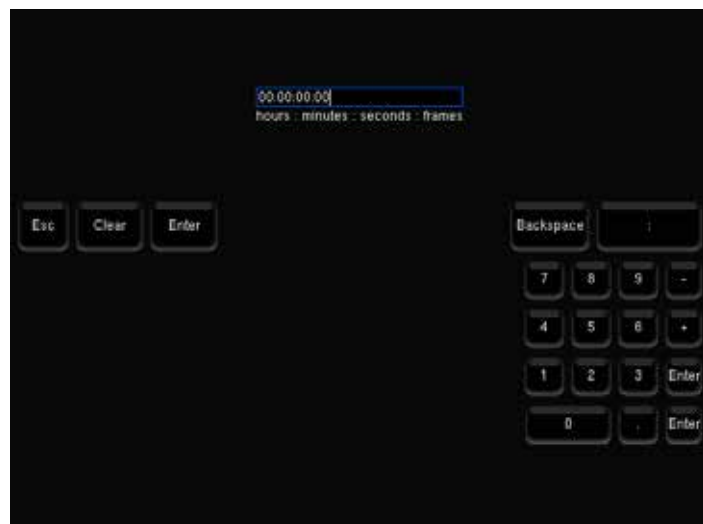 00:00:00:00
hours : minutes : seconds : frames
Esc Clear Enter Backspace :
7 8 9 -
4 5 6 +
1 2 3 Enter
0 . Enter